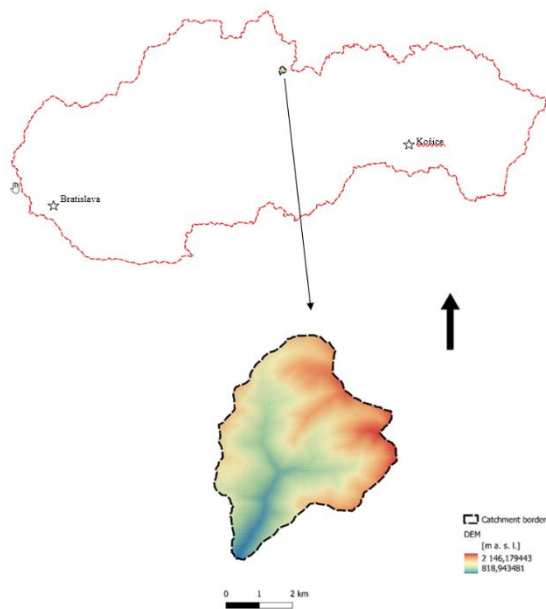 Košice
Bratislava
Catchment border
DEM
[m a. s. l.]
2 146,179443
818,943481
0 1 2 km